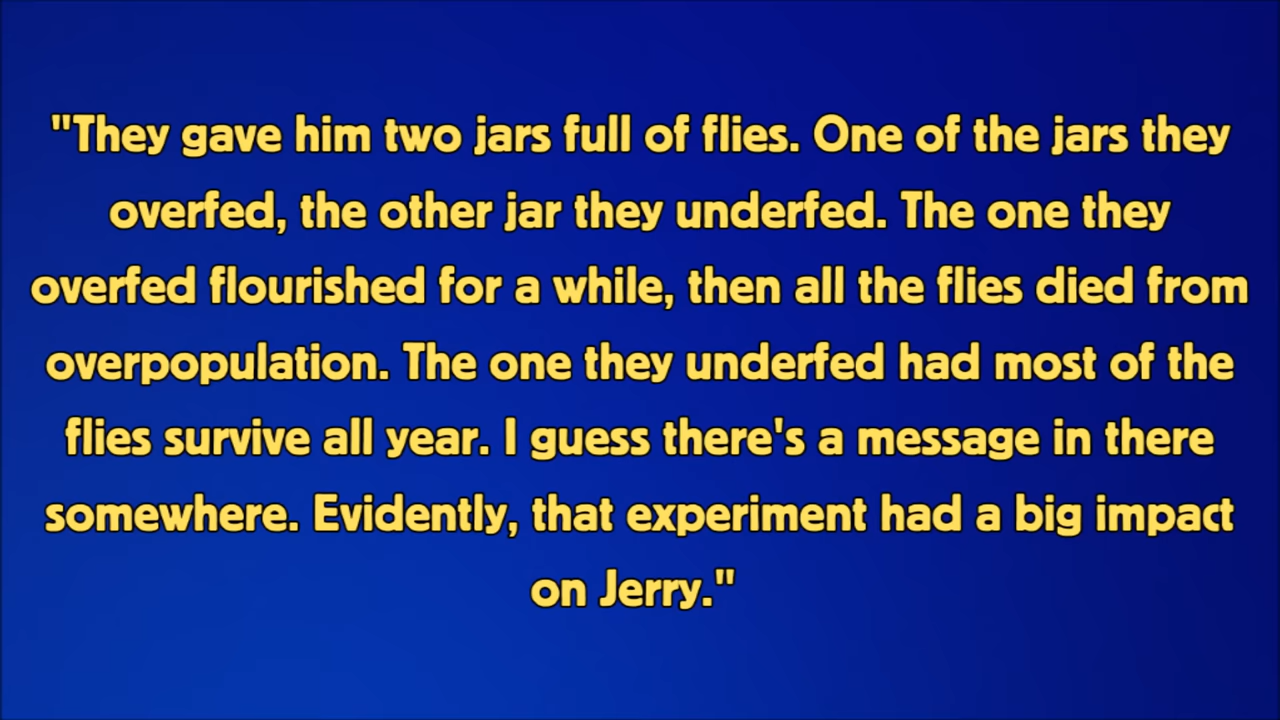 "They gave him two jars full of flies. One of the jars they
overfed, the other jar they underfed. The one they
overfed flourished for a while, then all the flies died from
overpopulation. The one they underfed had most of the
flies survive all year. I guess there's a message in there
somewhere. Evidently, that experiment had a big impact
on Jerry."